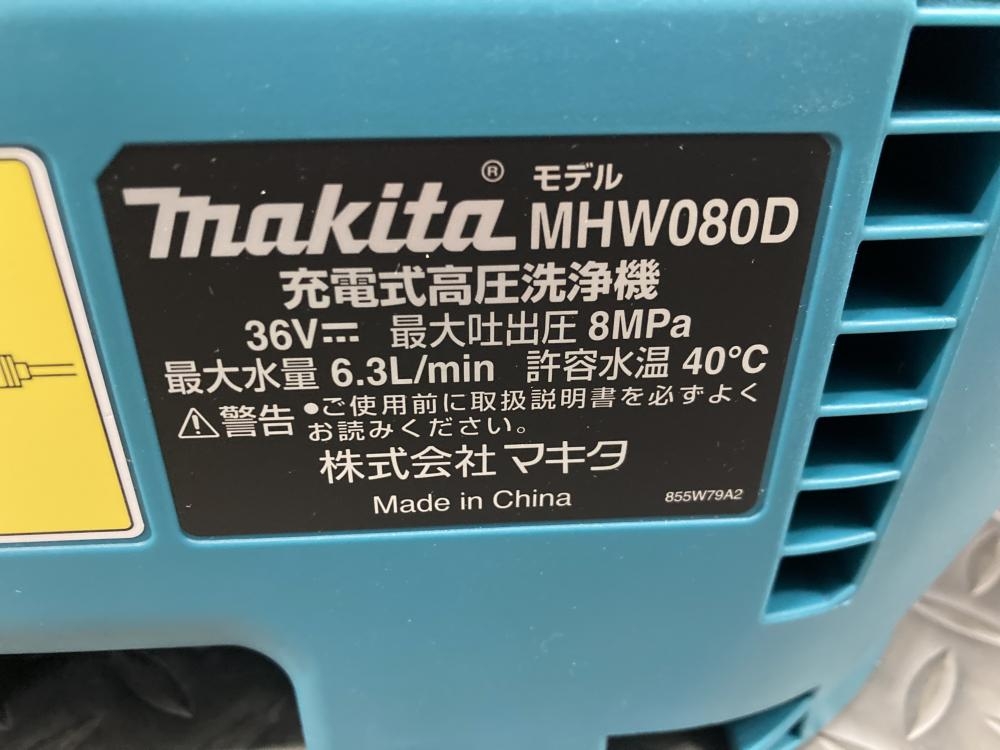 makita® モデル MHW080D
充電式高圧洗浄機
36V⎓ 最大吐出圧 8MPa
最大水量 6.3L/min 許容水温 40℃
⚠警告 ●ご使用前に取扱説明書を必ずよく
お読みください。
株式会社 マキタ
Made in China 855W79A2